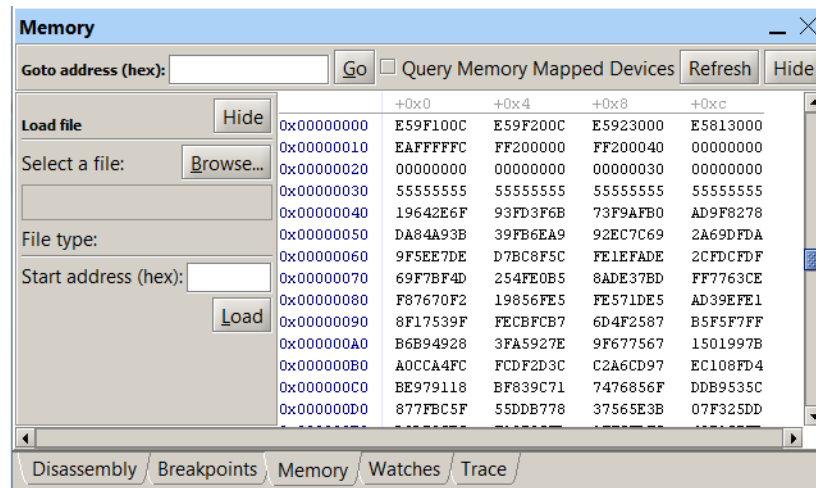 Memory
Goto address (hex): Go Query Memory Mapped Devices Refresh Hide
Load file Hide
Select a file: Browse...
File type:
Start address (hex):
Load
+0x0 +0x4 +0x8 +0xc
0x00000000 E59F100C E59F200C E5923000 E5813000
0x00000010 EAFFFFFC FF200000 FF200040 00000000
0x00000020 00000000 00000000 00000030 00000000
0x00000030 55555555 55555555 55555555 55555555
0x00000040 19642E6F 93FD3F6B 73F9AFB0 AD9F8278
0x00000050 DA84A93B 39FB6EA9 92EC7C69 2A69DFDA
0x00000060 9F5EE7DE D7BC8F5C FE1EFADE 2CFDCFDF
0x00000070 69F7BF4D 254FE0B5 8ADE37BD FF7763CE
0x00000080 F87670F2 19856FE5 FE571DE5 AD39EFE1
0x00000090 8F17539F FECBFCB7 6D4F2587 B5F5F7FF
0x000000A0 B6B94928 3FA5927E 9F677567 1501997B
0x000000B0 A0CCA4FC FCDF2D3C C2A6CD97 EC108FD4
0x000000C0 BE979118 BF839C71 7476856F DDB9535C
0x000000D0 877FBC5F 55DDB778 37565E3B 07F325DD
Disassembly Breakpoints Memory Watches Trace